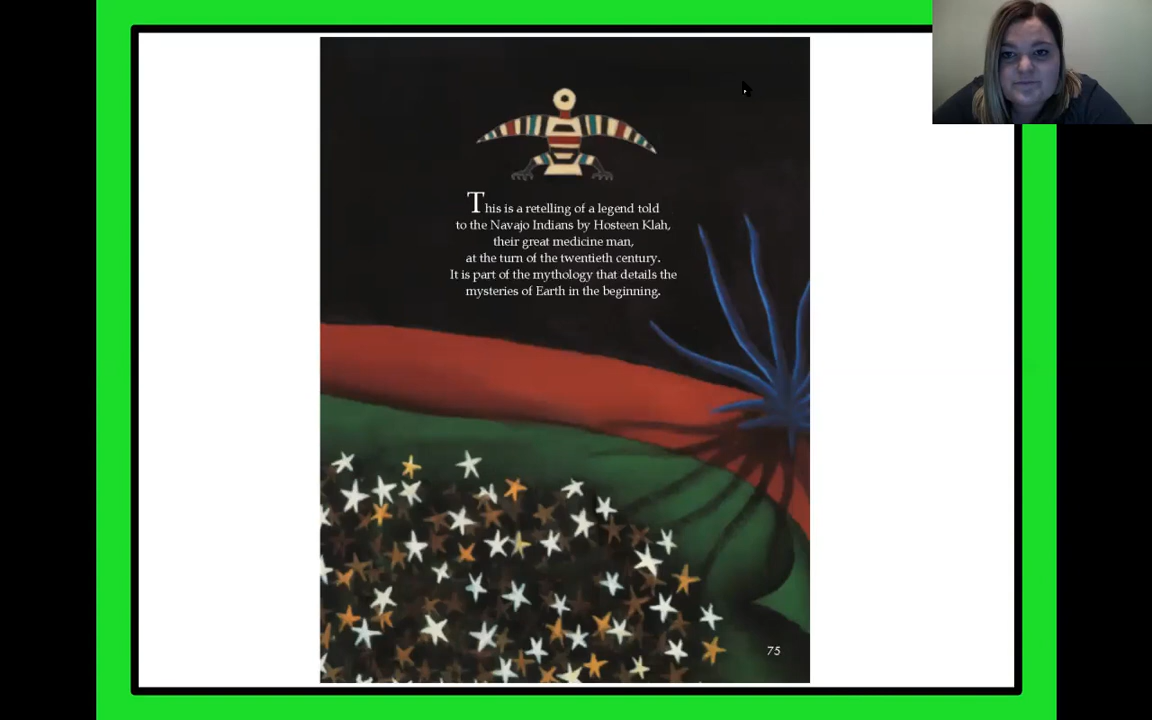 This is a retelling of a legend told
to the Navajo Indians by Hosteen Klah,
their great medicine man,
at the turn of the twentieth century.
It is part of the mythology that details the
mysteries of Earth in the beginning.
75